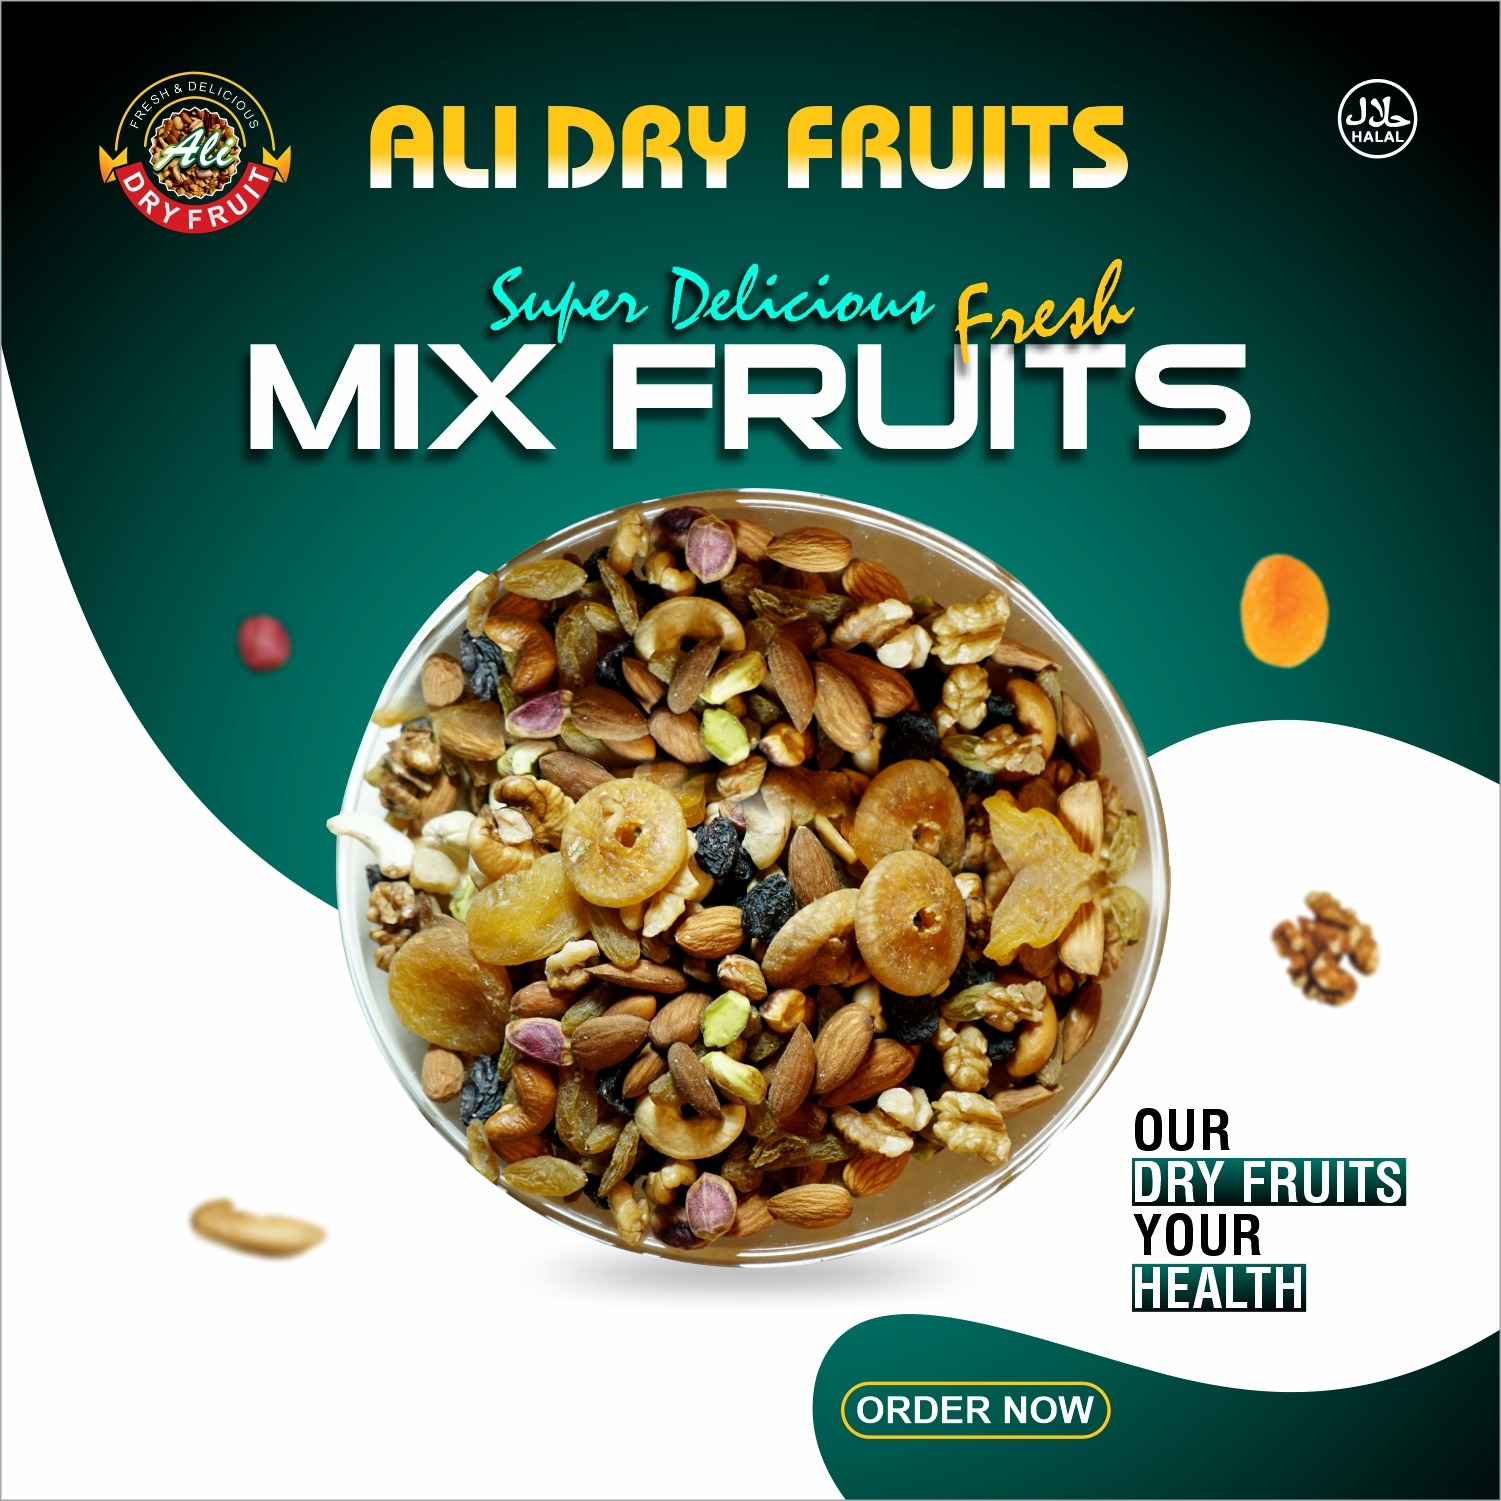 FRESH & DELICIOUS
Ali
DRY FRUIT
ALI DRY FRUITS
حلال
HALAL
Super Delicious Fresh
MIX FRUITS
OUR
DRY FRUITS
YOUR
HEALTH
ORDER NOW